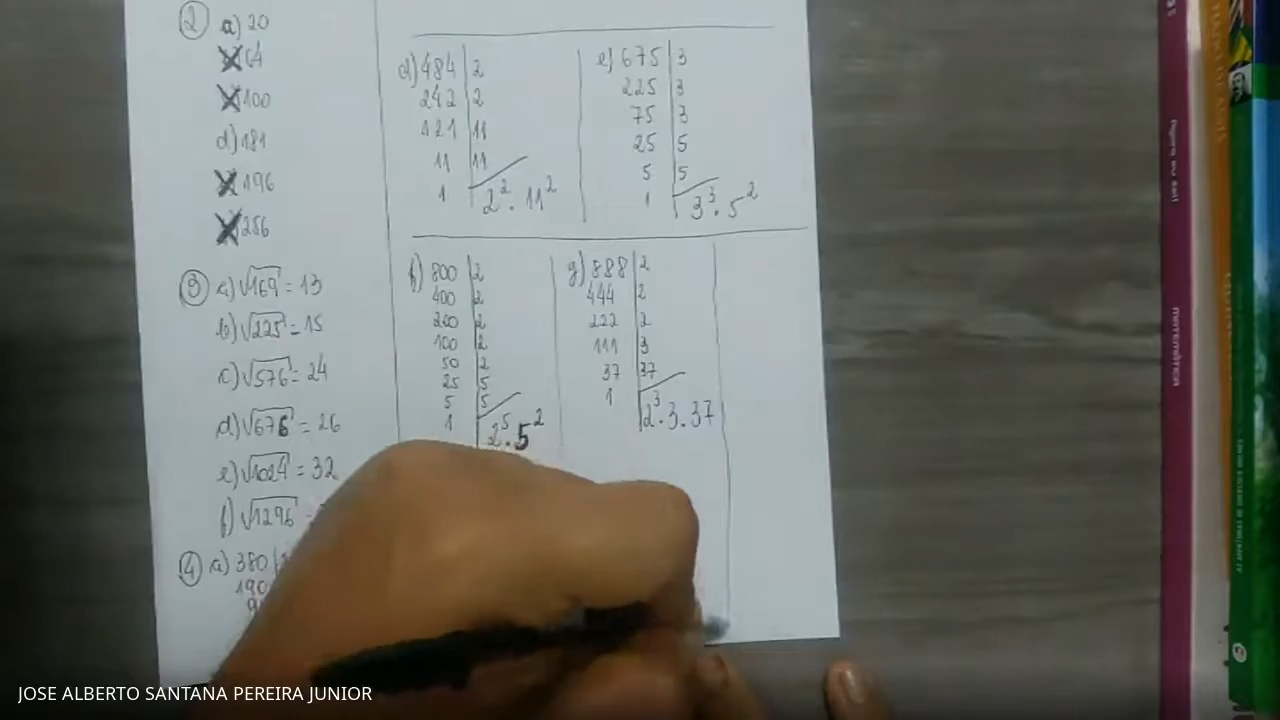 ② a) 20
X 64
X 100
d) 181
X 196
X 256
③ a) √169 = 13
b) √225 = 15
c) √576 = 24
d) √676 = 26
e) √1024 = 32
f) √1296 =
④ a) 380
190
d) 484 | 2
242 | 2
121 | 11
11 | 11
1 | 2² . 11²
e) 675 | 3
225 | 3
75 | 3
25 | 5
5 | 5
1 | 3³ . 5²
f) 800 | 2
400 | 2
200 | 2
100 | 2
50 | 2
25 | 5
5 | 5
1 | 2⁵ . 5²
g) 888 | 2
444 | 2
222 | 2
111 | 3
37 | 37
1 | 2³ . 3 . 37
MATEMÁTICA
JOSE ALBERTO SANTANA PEREIRA JUNIOR